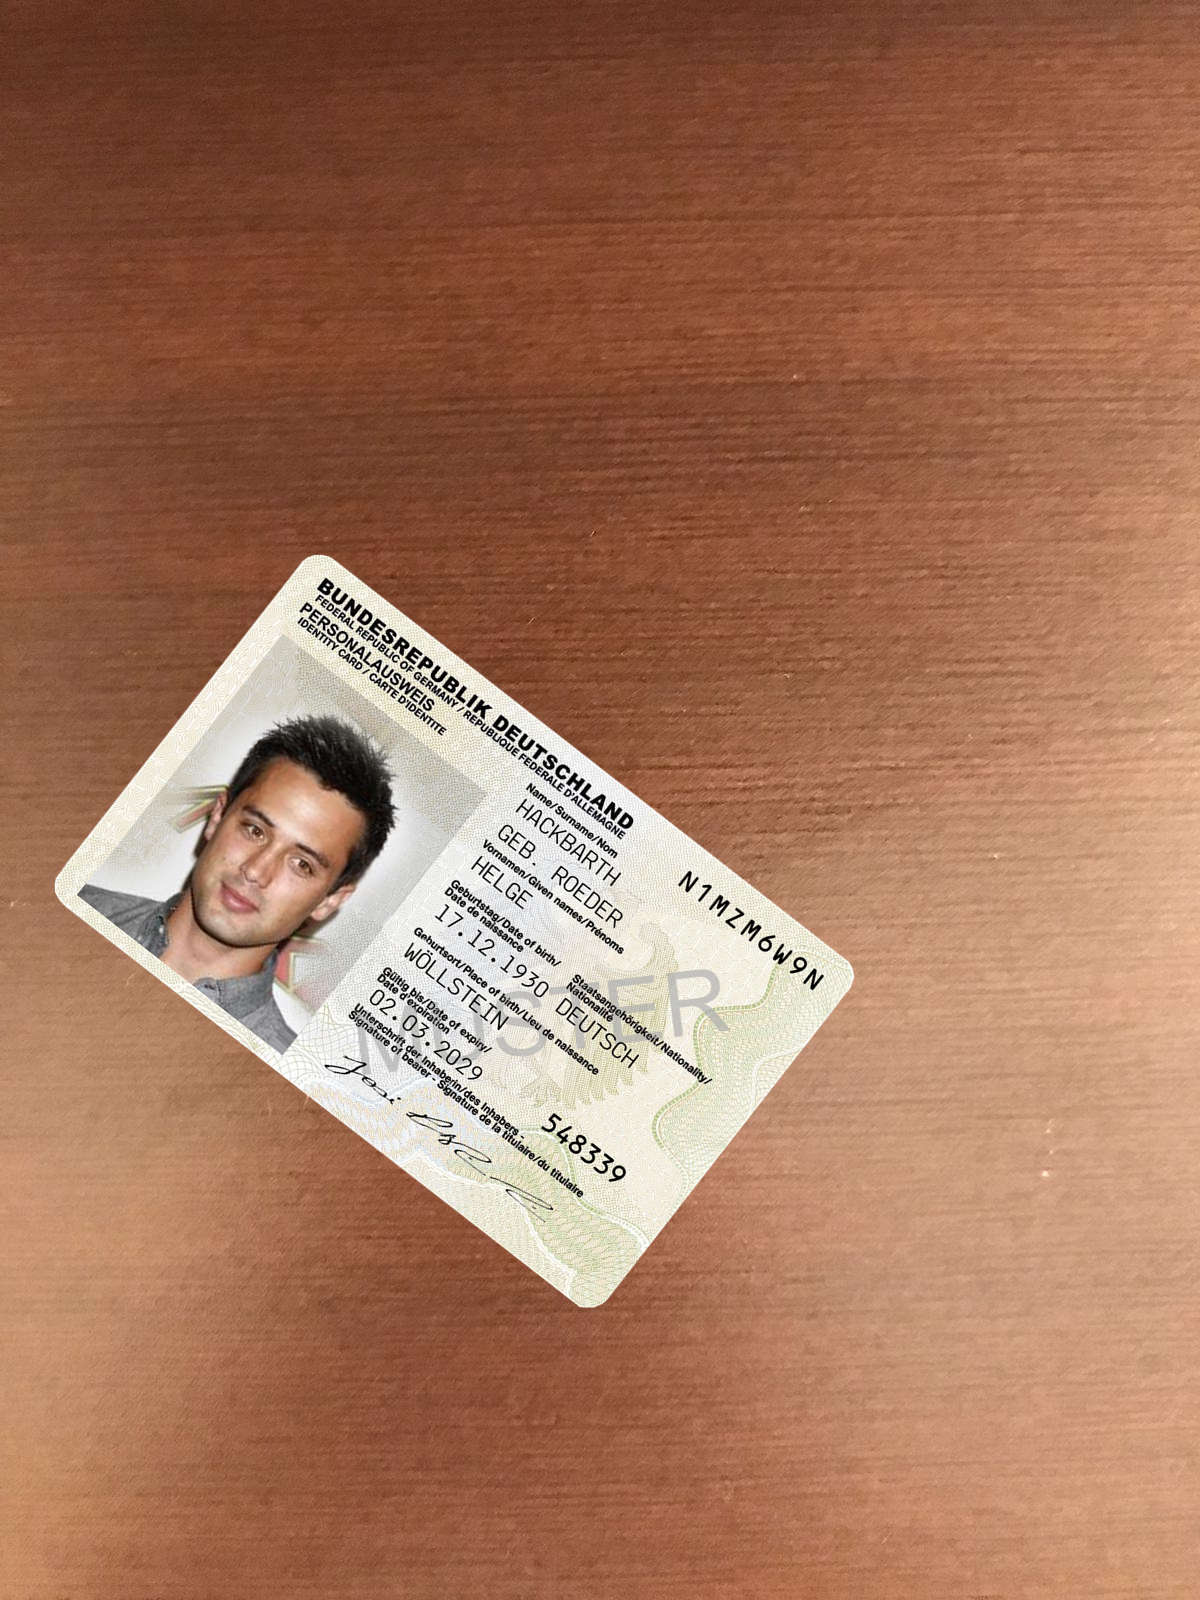 BUNDESREPUBLIK DEUTSCHLAND
FEDERAL REPUBLIC OF GERMANY / REPUBLIQUE FEDERALE D'ALLEMAGNE
PERSONALAUSWEIS
IDENTITY CARD / CARTE D'IDENTITE
N1MZM6W9N
Name/Surname/Nom
HACKBARTH
GEB. ROEDER
Vornamen/Given names/Prénoms
HELGE
Geburtstag/Date of birth/
Date de naissance
Staatsangehörigkeit/Nationality/
Nationalité
17.12.1930 DEUTSCH
Geburtsort/Place of birth/Lieu de naissance
WÖLLSTEIN
Gültig bis/Date of expiry/
Date d'expiration
02.03.2029
548339
Unterschrift der Inhaberin/des Inhabers -
Signature of bearer - Signature de la titulaire/du titulaire
MUSTER